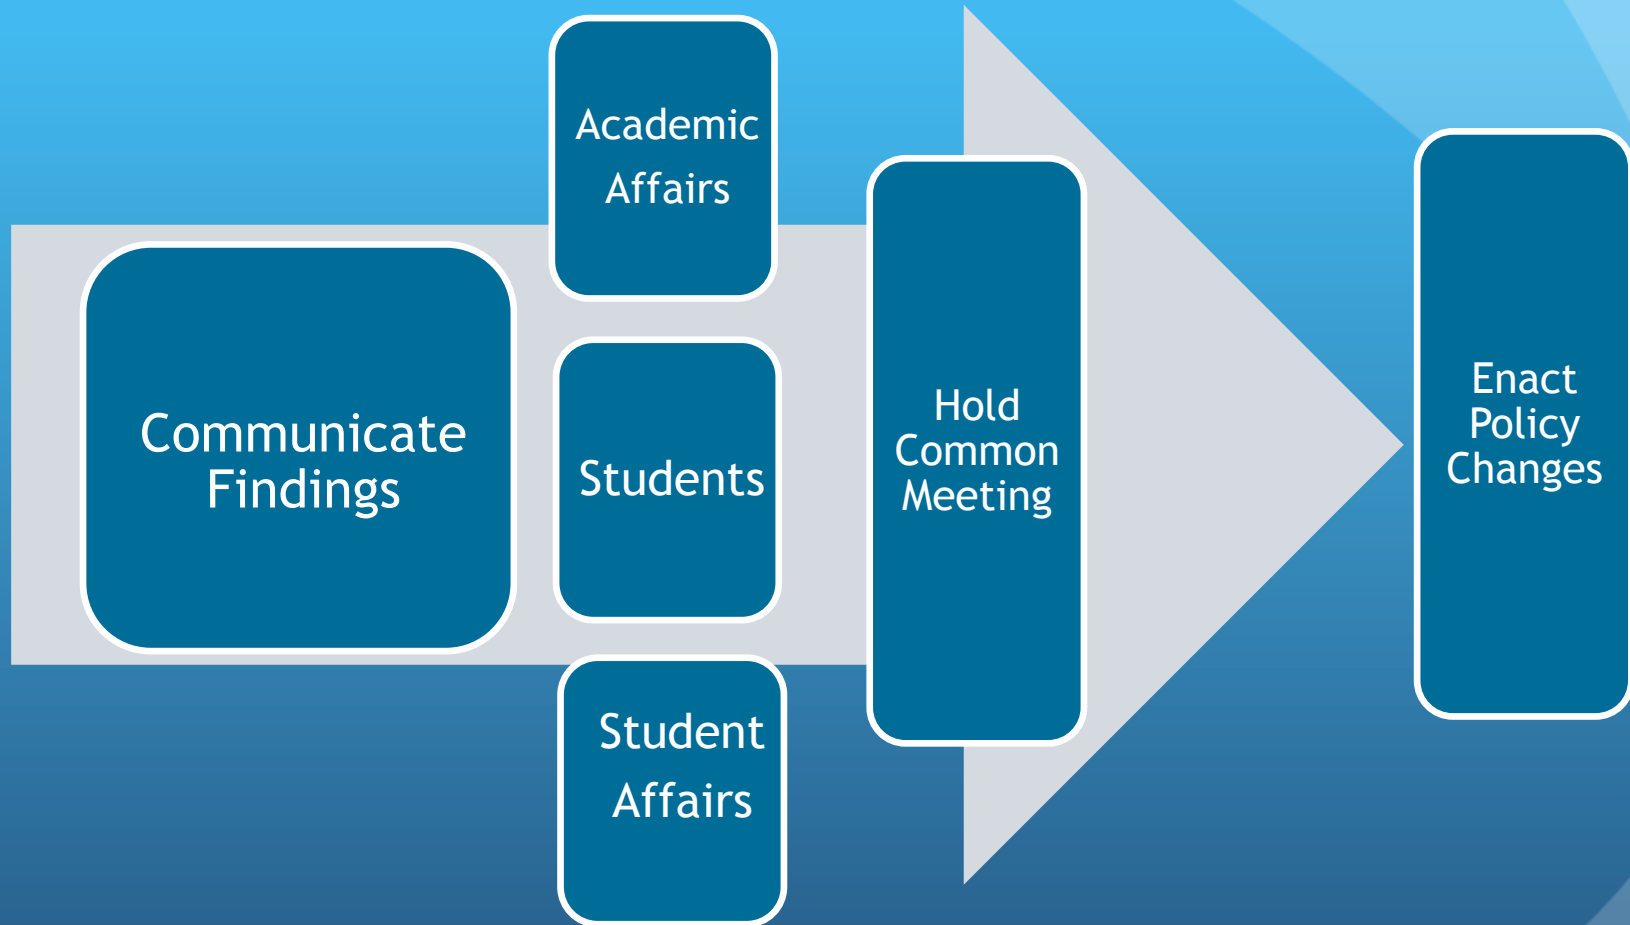 Communicate
Findings
Academic
Affairs
Students
Student
Affairs
Hold
Common
Meeting
Enact
Policy
Changes